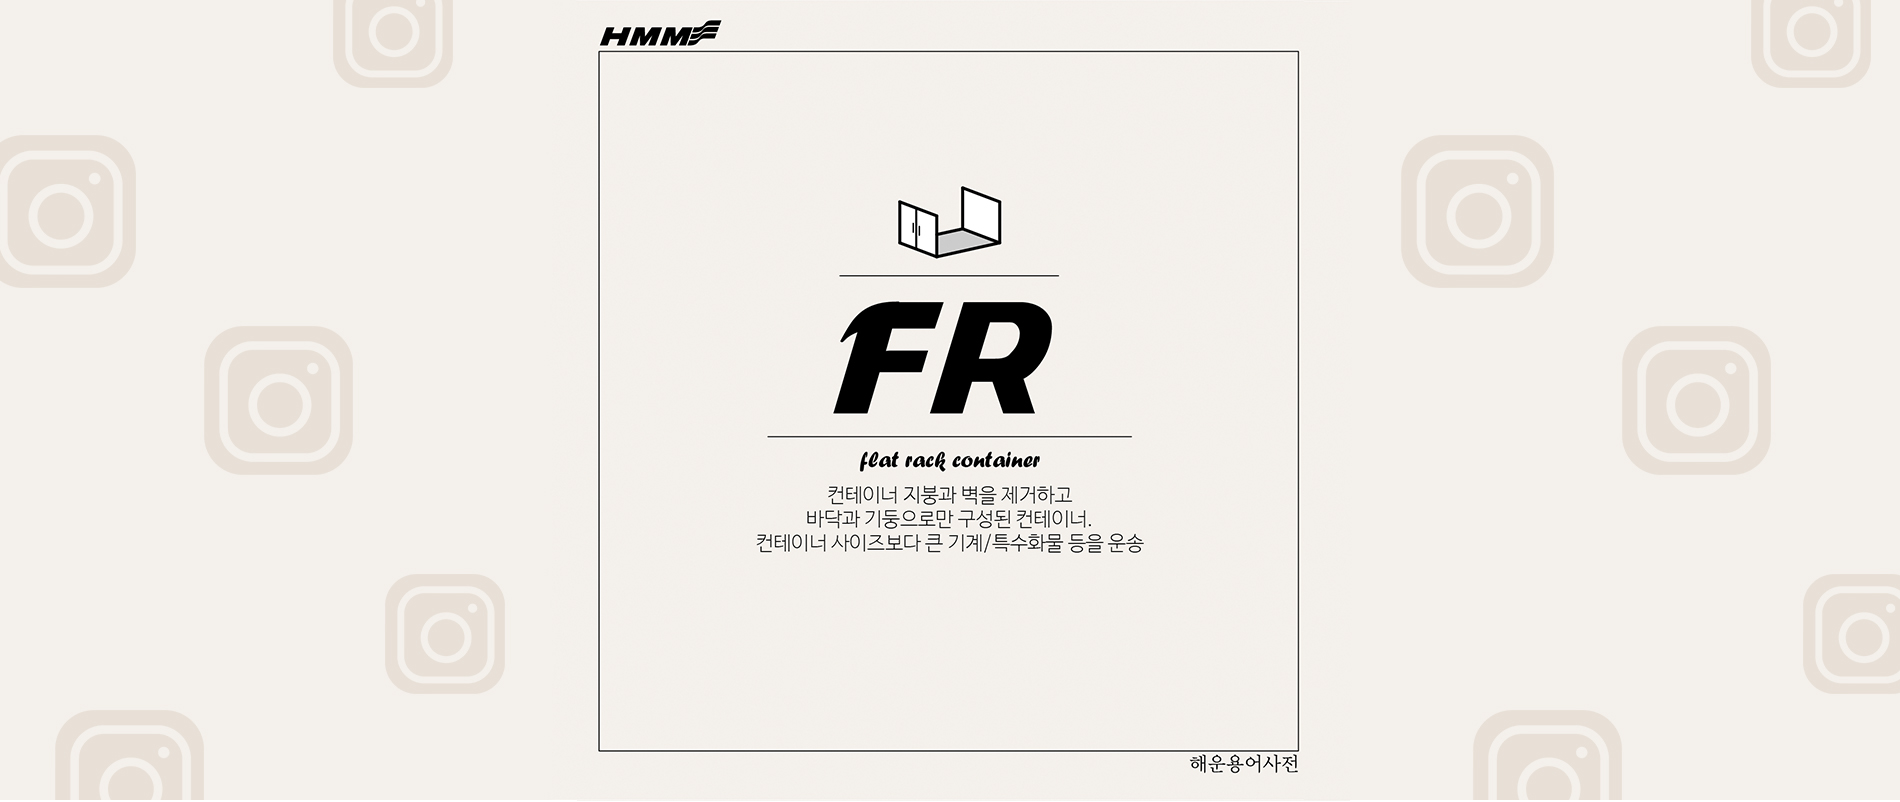 HMM
FR
flat rack container
컨테이너 지붕과 벽을 제거하고
바닥과 기둥으로만 구성된 컨테이너.
컨테이너 사이즈보다 큰 기계/특수화물 등을 운송
해운용어사전